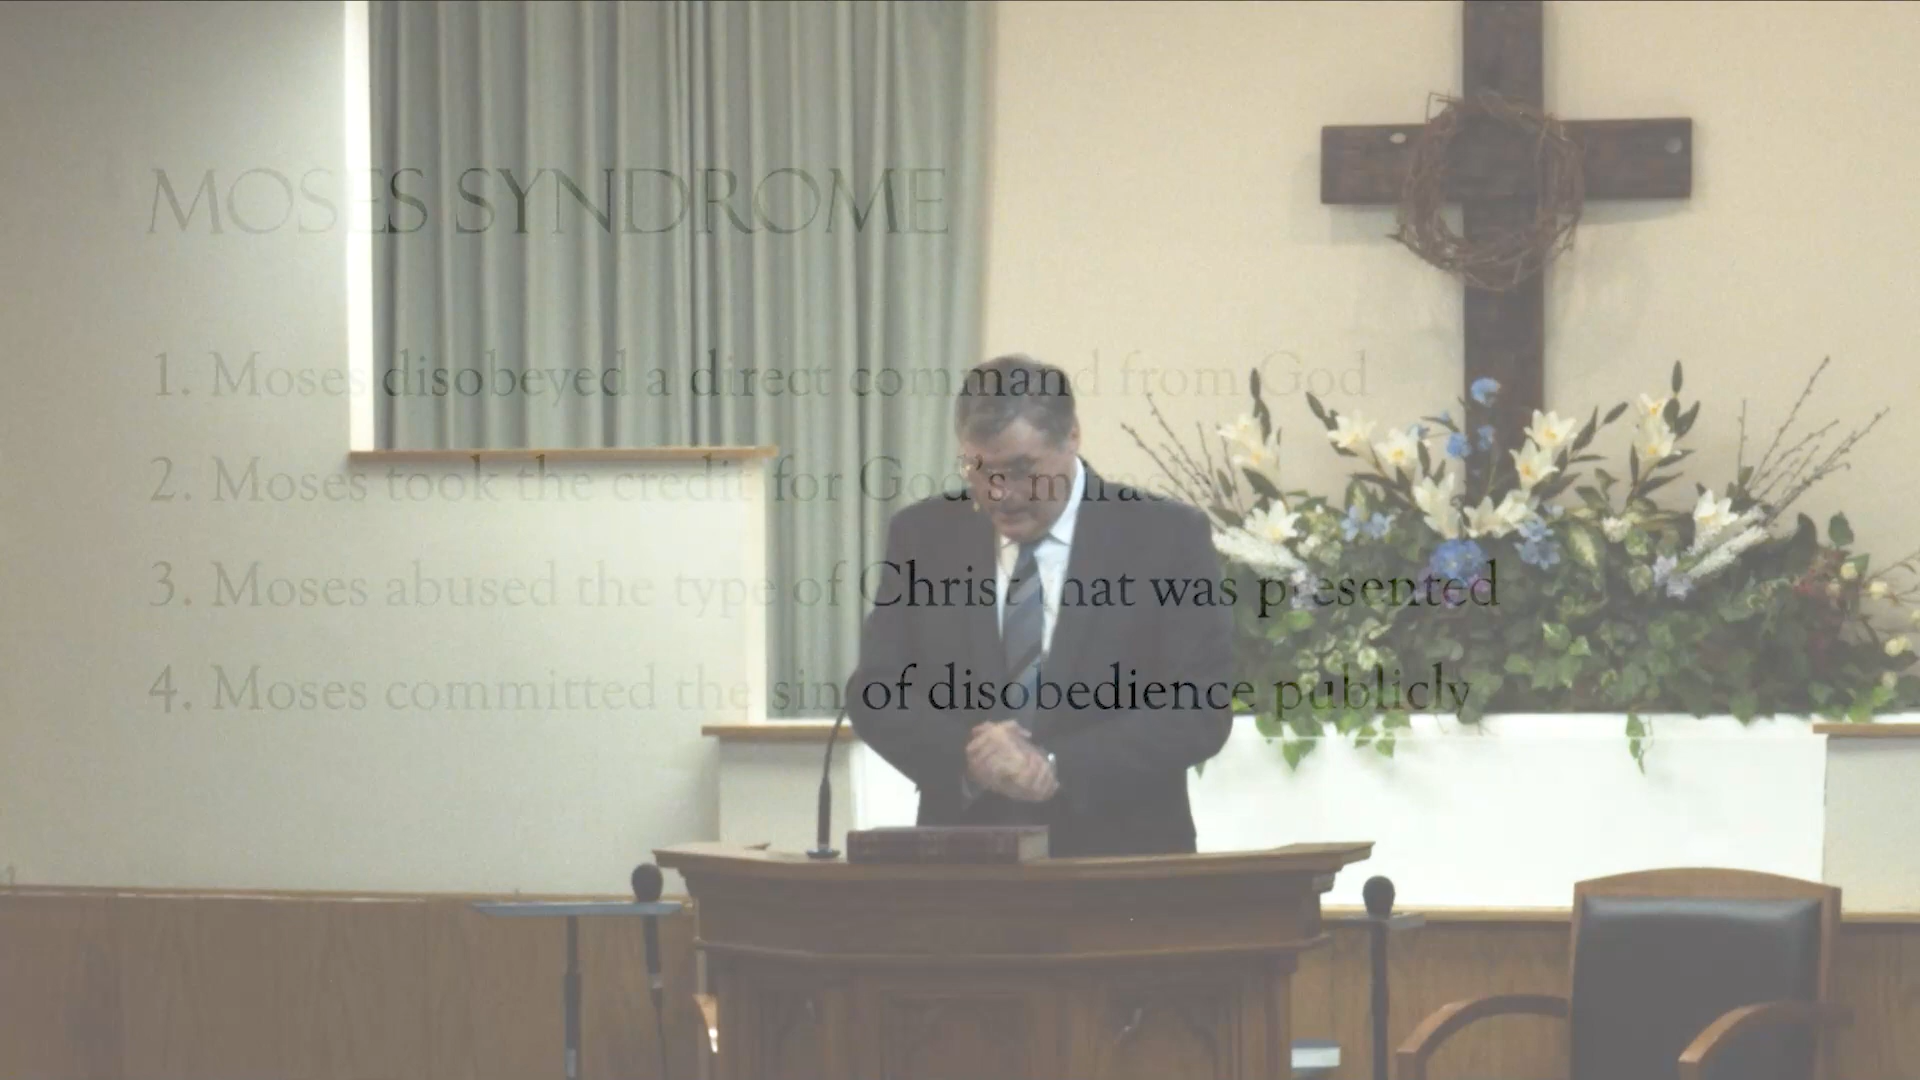 MOSES SYNDROME
1. Moses disobeyed a direct command from God
2. Moses took the credit for God's
3. Moses abused the type of Christ that was presented
4. Moses committed the sin of disobedience publicly